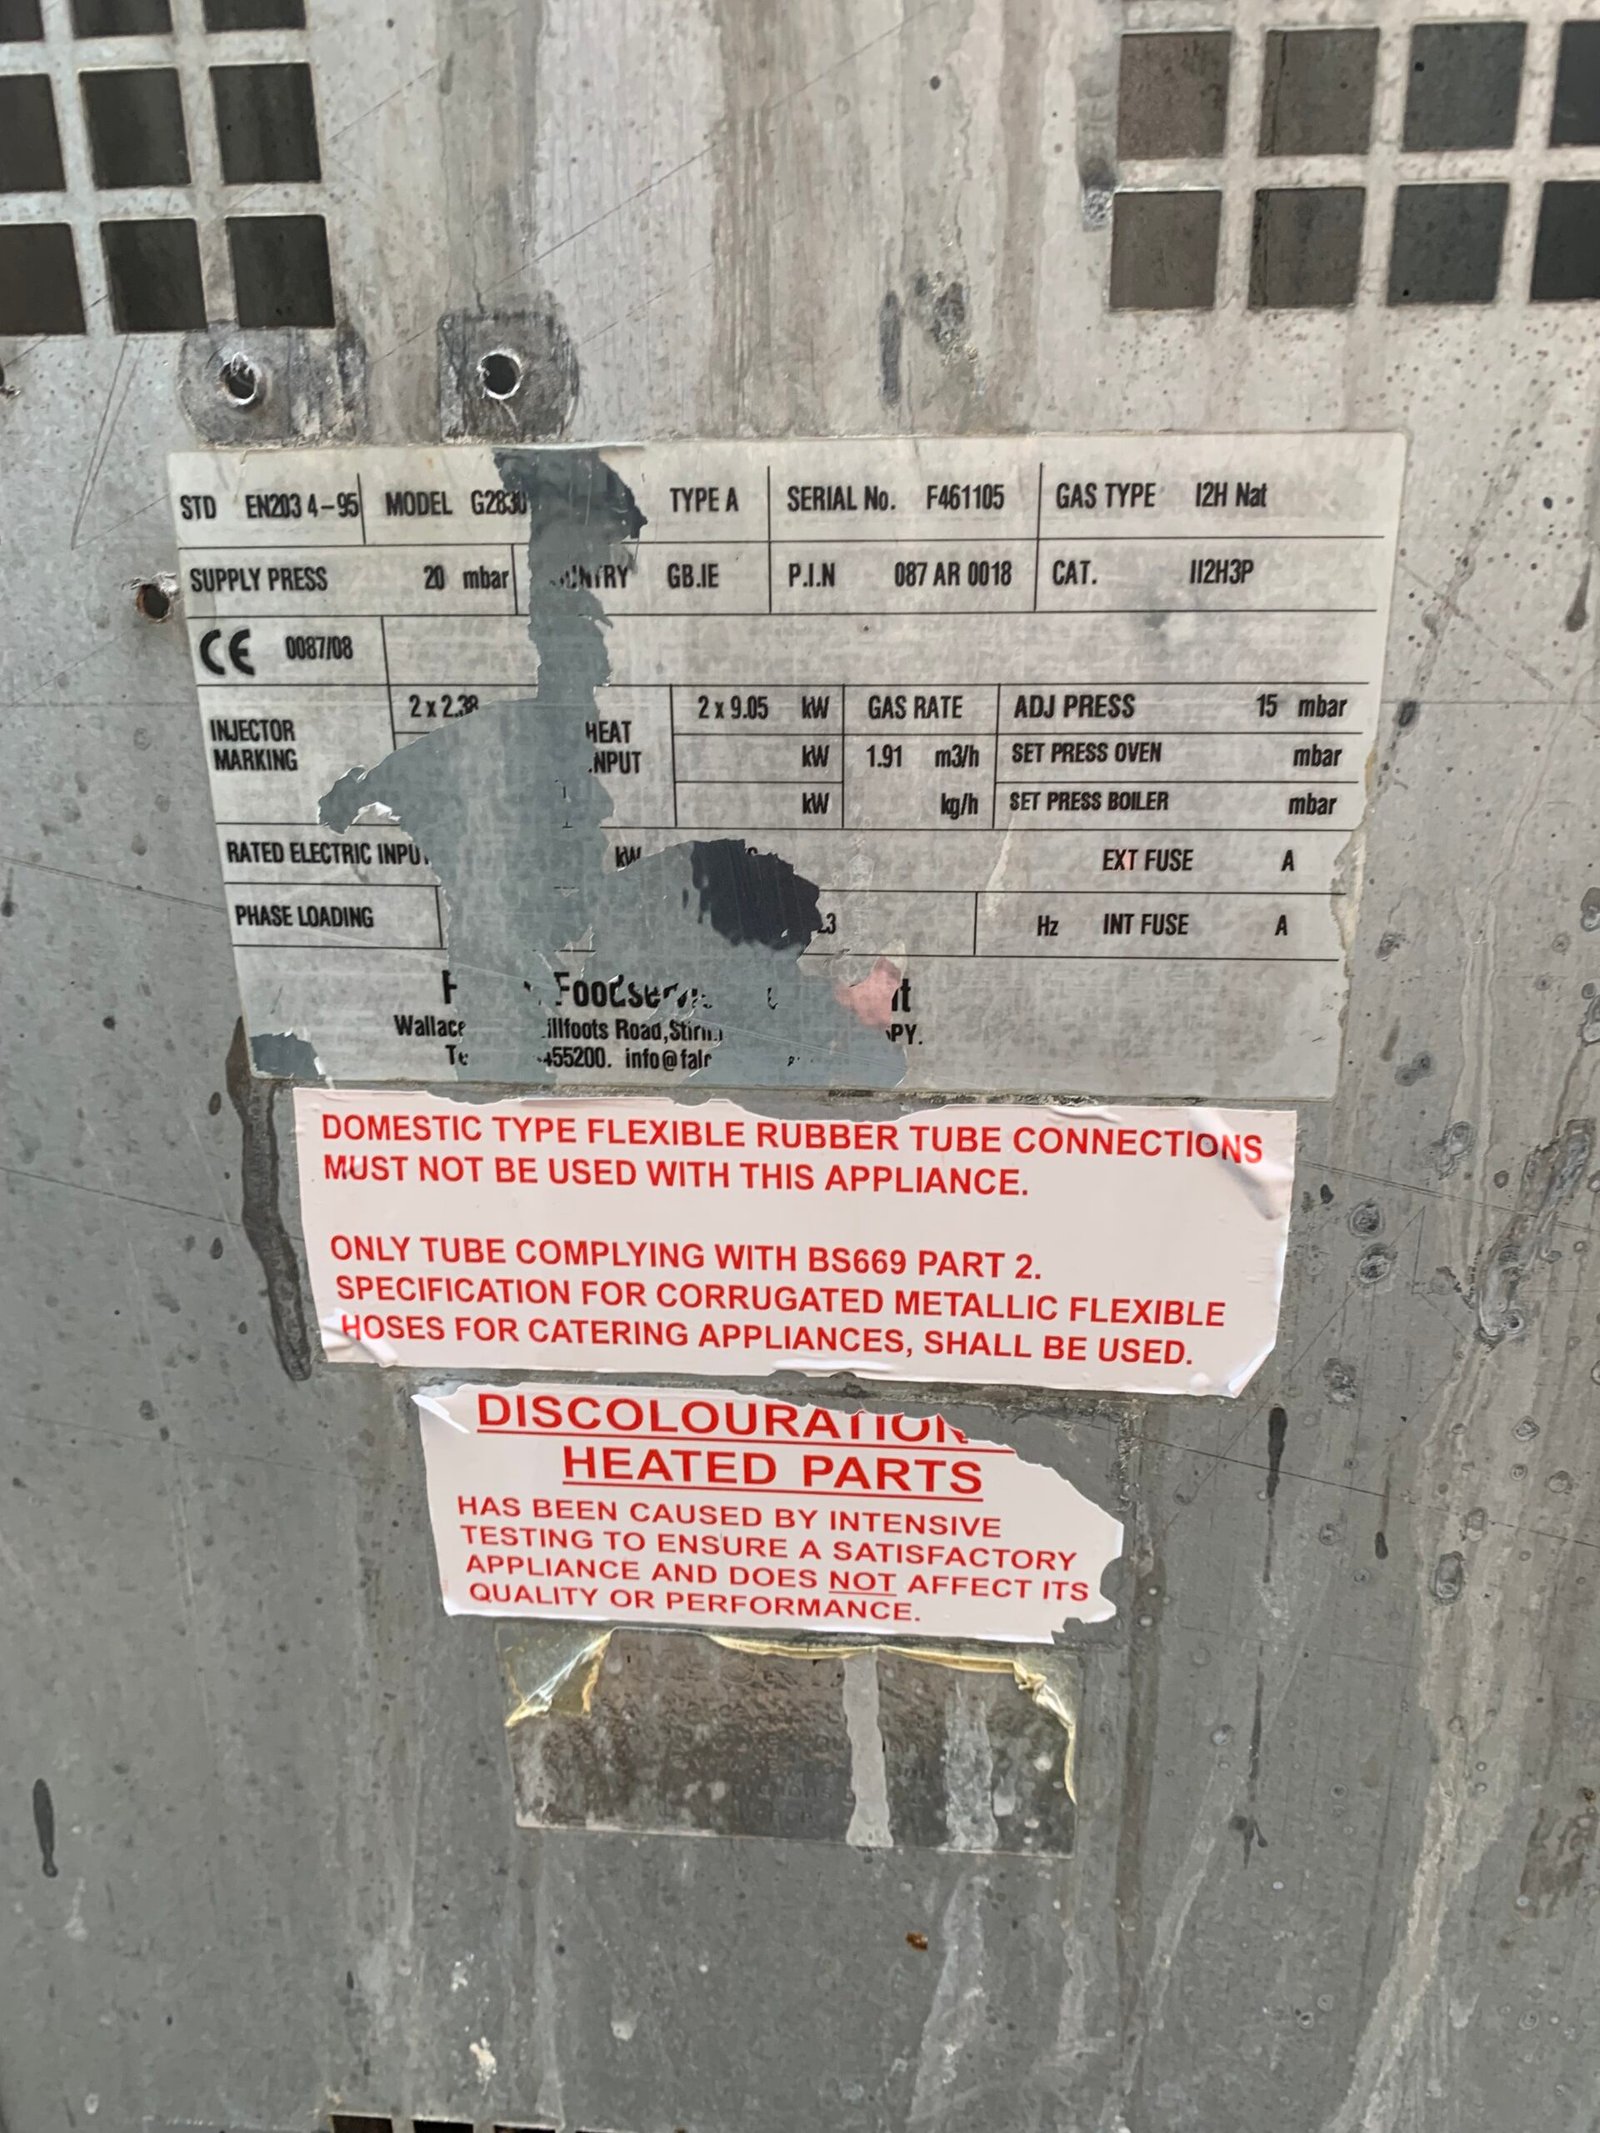 STD EN203 4-95 MODEL G2830 TYPE A SERIAL No. F461105 GAS TYPE I2H Nat
SUPPLY PRESS 20 mbar GB.IE P.I.N 087 AR 0018 CAT. II2H3P
CE 0087/08
INJECTOR MARKING 2 x 2.38 HEAT 2 x 9.05 kW GAS RATE ADJ PRESS 15 mbar
kW 1.91 m3/h SET PRESS OVEN mbar
kW kg/h SET PRESS BOILER mbar
RATED ELECTRIC kW EXT FUSE A
PHASE LOADING Hz INT FUSE A
Road,
455200. info@
DOMESTIC TYPE FLEXIBLE RUBBER TUBE CONNECTIONS
MUST NOT BE USED WITH THIS APPLIANCE.
ONLY TUBE COMPLYING WITH BS669 PART 2.
SPECIFICATION FOR CORRUGATED METALLIC FLEXIBLE
HOSES FOR CATERING APPLIANCES, SHALL BE USED.
DISCOLOURATION
HEATED PARTS
HAS BEEN CAUSED BY INTENSIVE
TESTING TO ENSURE A SATISFACTORY
APPLIANCE AND DOES NOT AFFECT ITS
QUALITY OR PERFORMANCE.